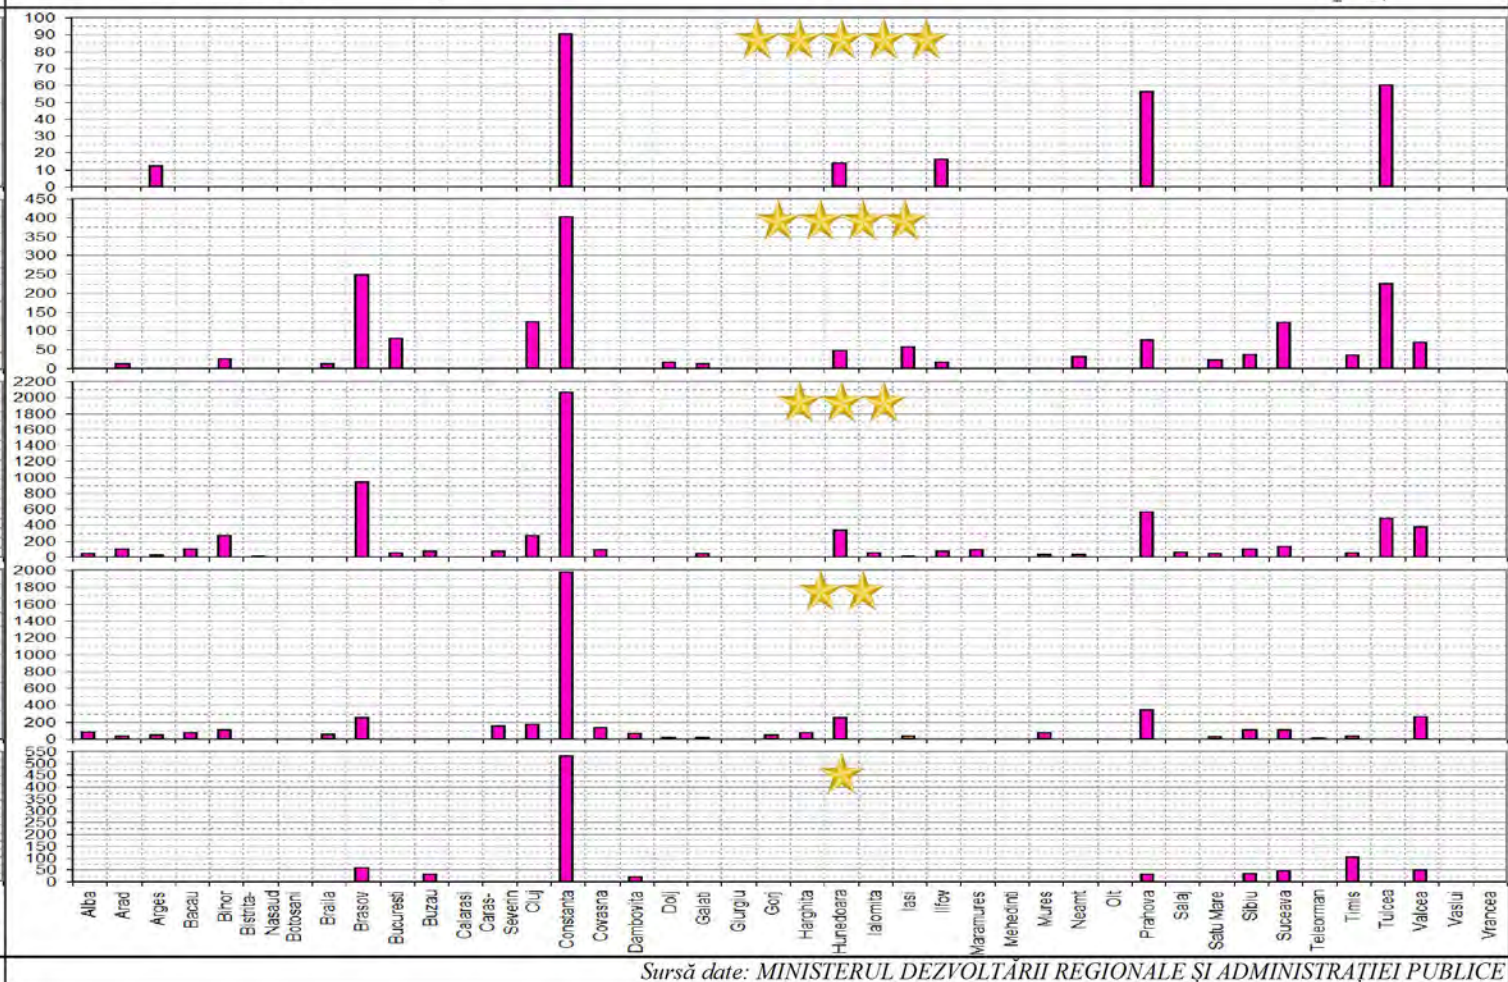 100
90
80
70
60
50
40
30
20
10
0
450
400
350
300
250
200
150
100
50
0
2200
2000
1800
1600
1400
1200
1000
800
600
400
200
0
2000
1800
1600
1400
1200
1000
800
600
400
200
0
550
500
450
400
350
300
250
200
150
100
50
0
Alba
Arad
Arges
Bacau
Bihor
Bistrita-
Nasaud
Botosani
Braila
Brasov
Bucuresti
Buzau
Calarasi
Caras-
Severin
Cluj
Constanta
Covasna
Dambovita
Dolj
Galati
Giurgiu
Gorj
Harghita
Hunedoara
Ialomita
Iasi
Ilfov
Maramures
Mehedinti
Mures
Neamt
Olt
Prahova
Salaj
Satu Mare
Sibiu
Suceava
Teleorman
Timis
Tulcea
Valcea
Vaslui
Vrancea
Sursă date: MINISTERUL DEZVOLTĂRII REGIONALE ȘI ADMINISTRAȚIEI PUBLICE